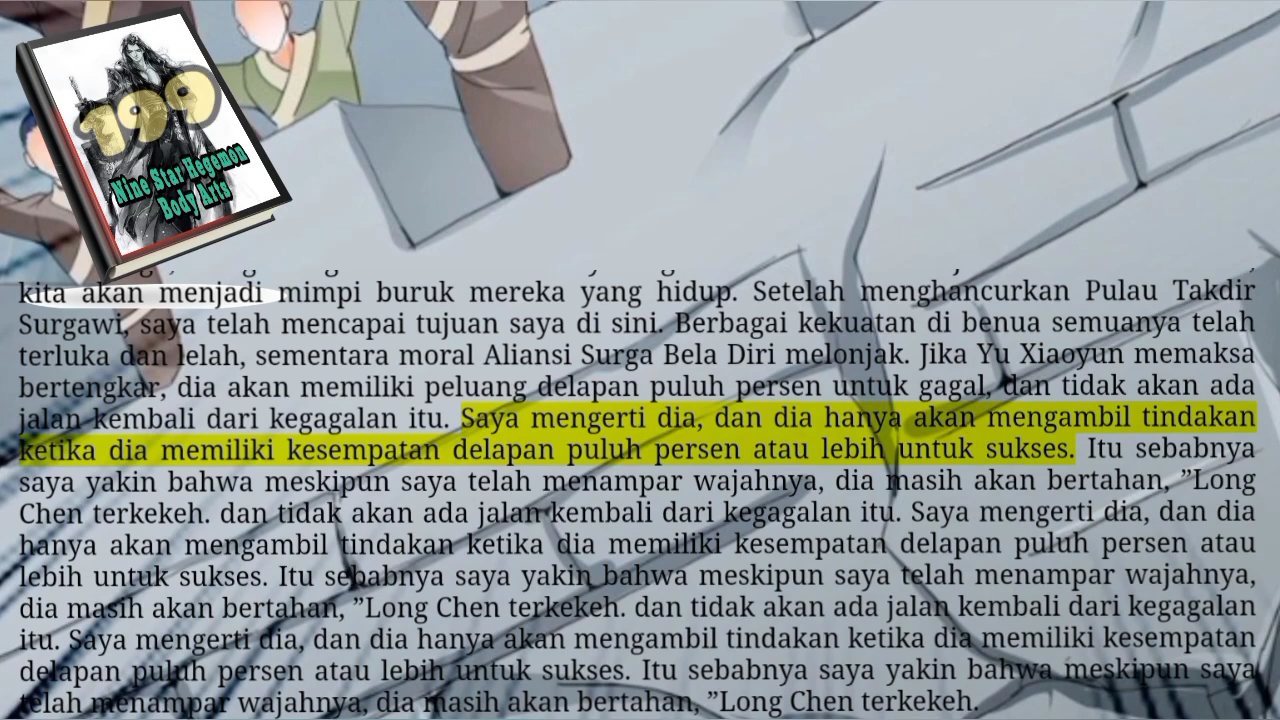 199
Nine Star Hegemon
Body Arts
kita akan menjadi mimpi buruk mereka yang hidup. Setelah menghancurkan Pulau Takdir
Surgawi, saya telah mencapai tujuan saya di sini. Berbagai kekuatan di benua semuanya telah
terluka dan lelah, sementara moral Aliansi Surga Bela Diri melonjak. Jika Yu Xiaoyun memaksa
bertengkar, dia akan memiliki peluang delapan puluh persen untuk gagal, dan tidak akan ada
jalan kembali dari kegagalan itu. Saya mengerti dia, dan dia hanya akan mengambil tindakan
ketika dia memiliki kesempatan delapan puluh persen atau lebih untuk sukses. Itu sebabnya
saya yakin bahwa meskipun saya telah menampar wajahnya, dia masih akan bertahan, ”Long
Chen terkekeh. dan tidak akan ada jalan kembali dari kegagalan itu. Saya mengerti dia, dan dia
hanya akan mengambil tindakan ketika dia memiliki kesempatan delapan puluh persen atau
lebih untuk sukses. Itu sebabnya saya yakin bahwa meskipun saya telah menampar wajahnya,
dia masih akan bertahan, ”Long Chen terkekeh. dan tidak akan ada jalan kembali dari kegagalan
itu. Saya mengerti dia, dan dia hanya akan mengambil tindakan ketika dia memiliki kesempatan
delapan puluh persen atau lebih untuk sukses. Itu sebabnya saya yakin bahwa meskipun saya
telah menampar wajahnya, dia masih akan bertahan, ”Long Chen terkekeh.